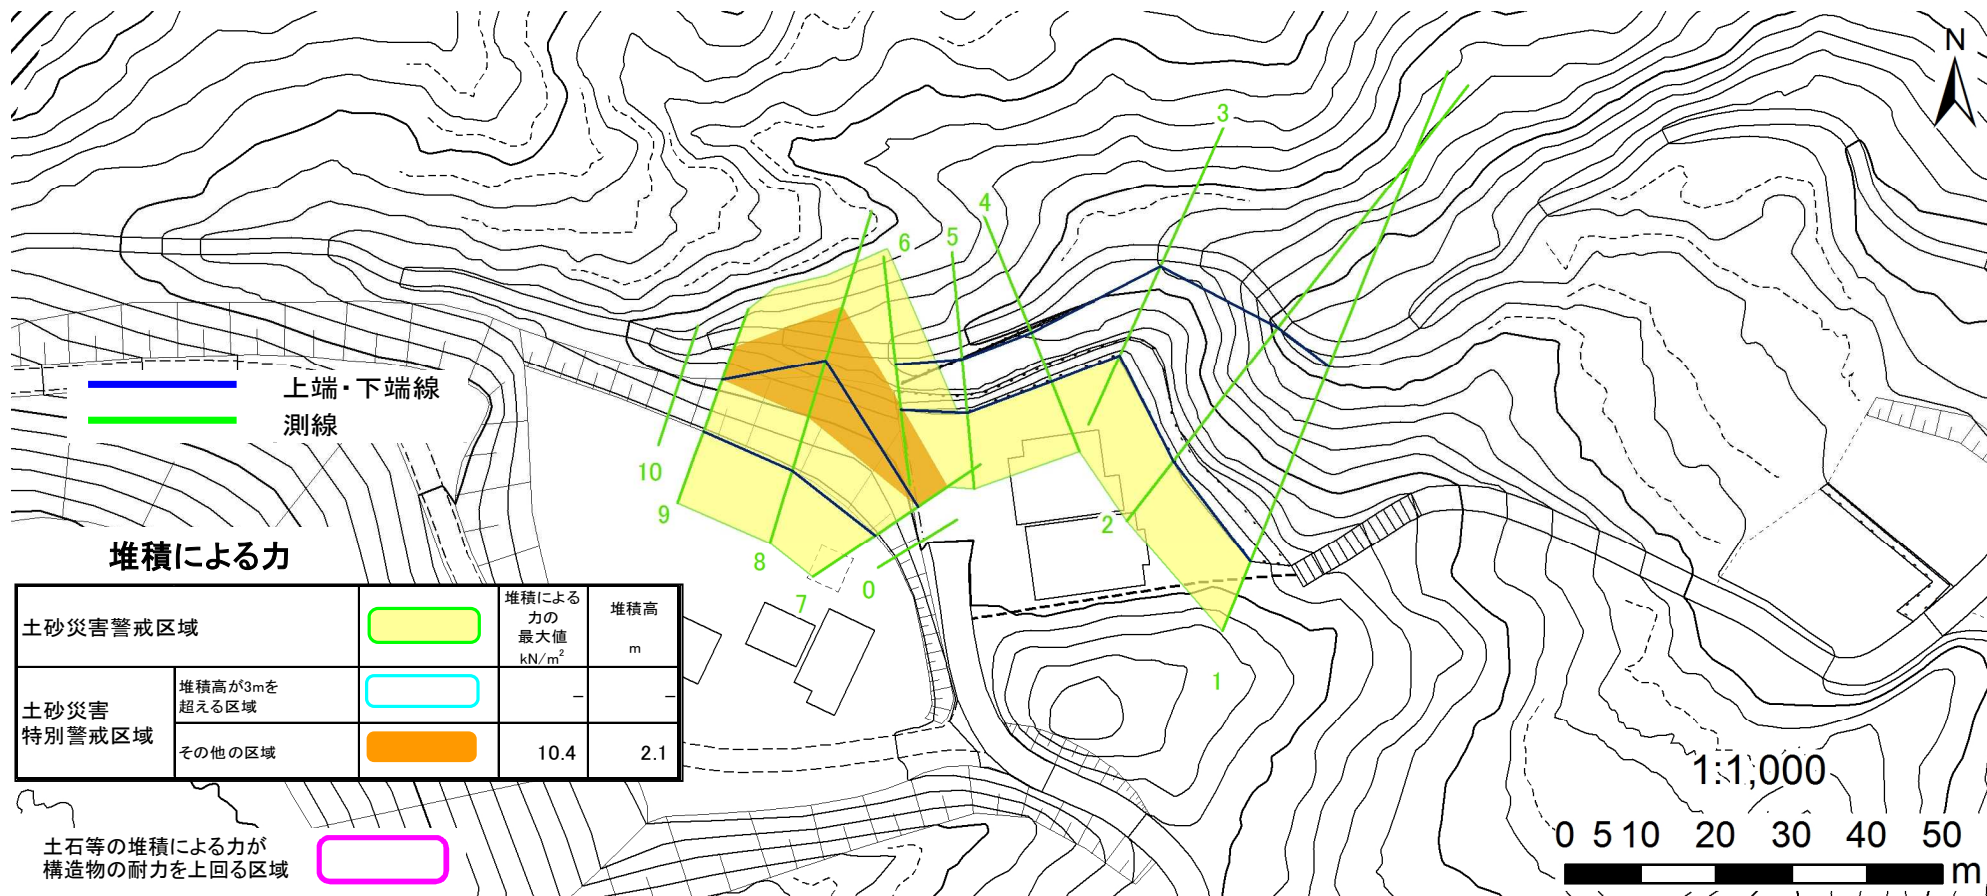 N
3
4
5
6
上端・下端線
測線
10
9
8
7
0
2
1
堆積による力
土砂災害警戒区域
堆積による
力の
最大値
kN/m²
堆積高
m
土砂災害
特別警戒区域
堆積高が3mを
超える区域
－
－
その他の区域
10.4
2.1
土石等の堆積による力が
構造物の耐力を上回る区域
1:1,000
0 5 10 20 30 40 50
m